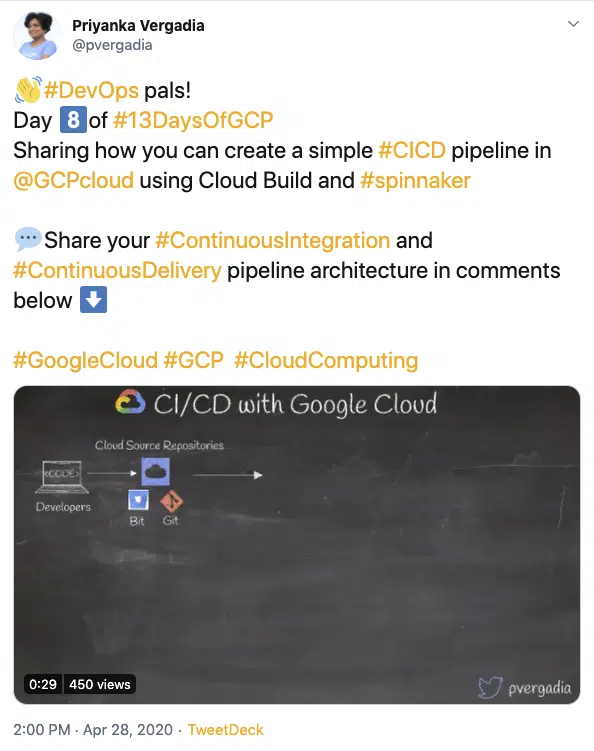 Priyanka Vergadia
@pvergadia
👋#DevOps pals!
Day 8️⃣of #13DaysOfGCP
Sharing how you can create a simple #CICD pipeline in
@GCPcloud using Cloud Build and #spinnaker
💬Share your #ContinuousIntegration and
#ContinuousDelivery pipeline architecture in comments
below ⬇️
#GoogleCloud #GCP #CloudComputing
CI/CD with Google Cloud
Cloud Source Repositories
<CODE>
Developers
Bit Git
0:29 450 views
pvergadia
2:00 PM · Apr 28, 2020 · TweetDeck